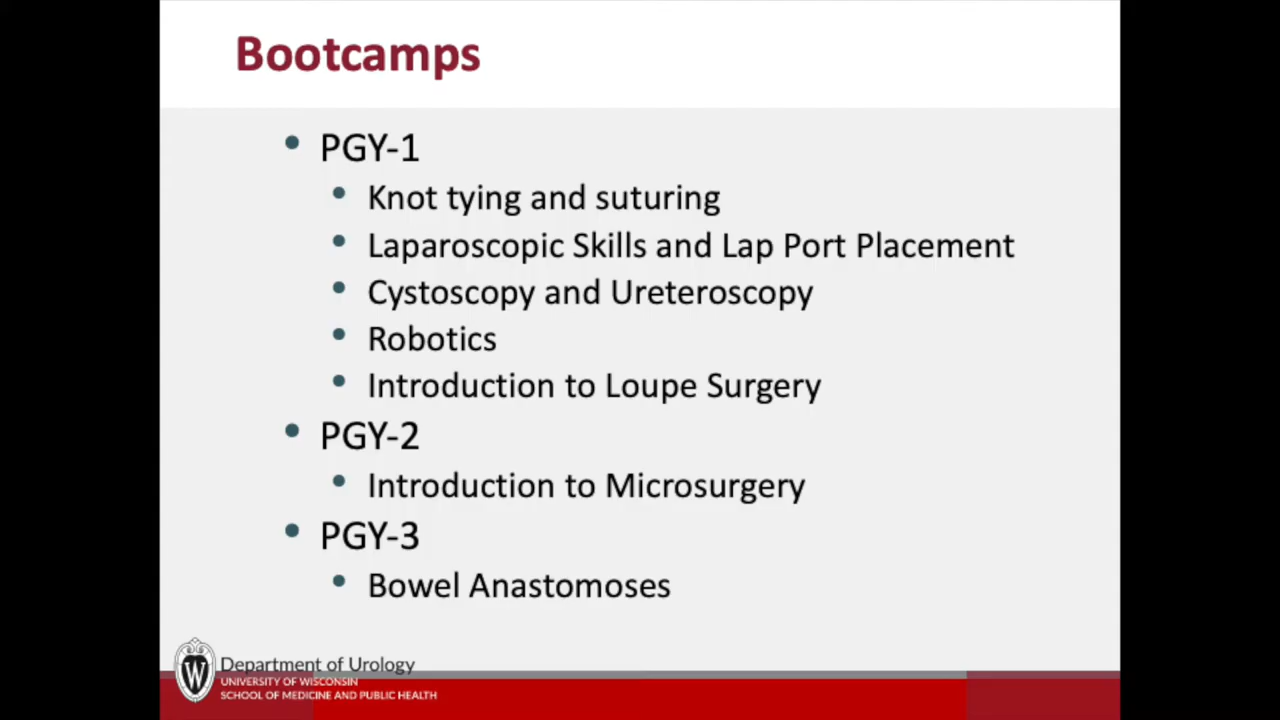 Bootcamps
• PGY-1
• Knot tying and suturing
• Laparoscopic Skills and Lap Port Placement
• Cystoscopy and Ureteroscopy
• Robotics
• Introduction to Loupe Surgery
• PGY-2
• Introduction to Microsurgery
• PGY-3
• Bowel Anastomoses
W
Department of Urology
UNIVERSITY OF WISCONSIN
SCHOOL OF MEDICINE AND PUBLIC HEALTH